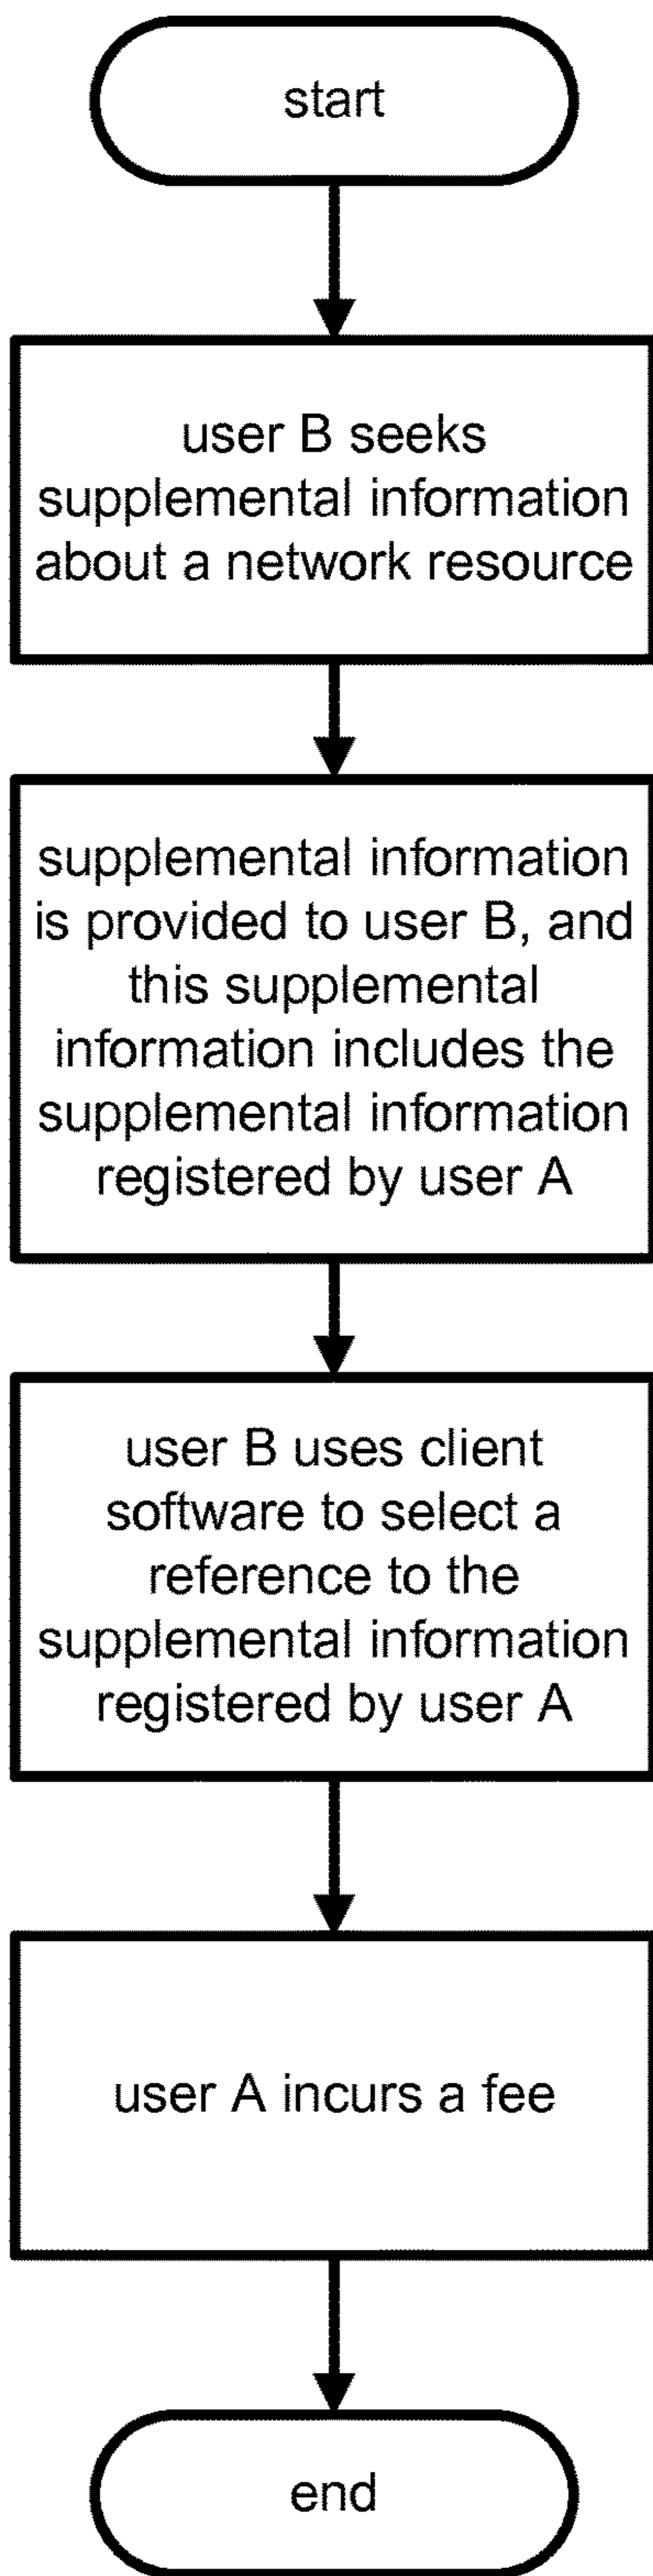 start
user B seeks
supplemental information
about a network resource
supplemental information
is provided to user B, and
this supplemental
information includes the
supplemental information
registered by user A
user B uses client
software to select a
reference to the
supplemental information
registered by user A
user A incurs a fee
end